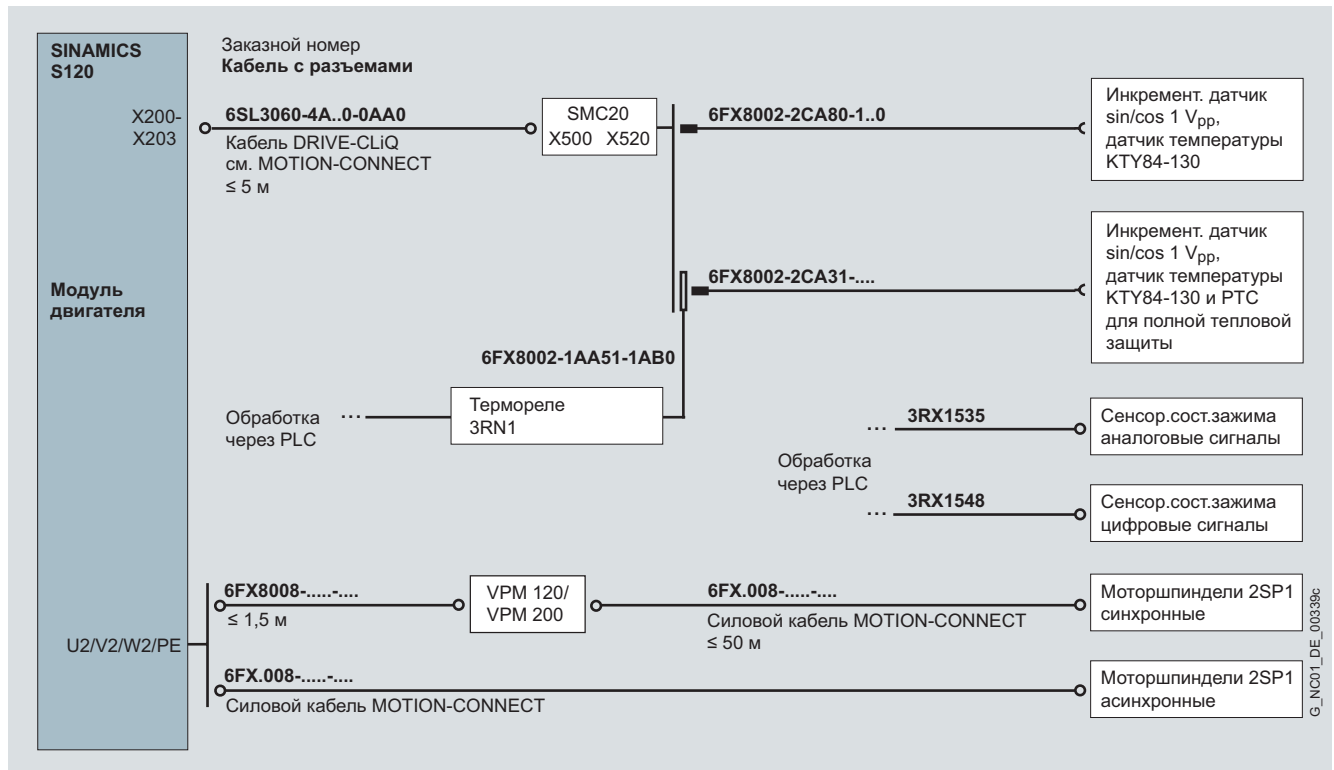 SINAMICS
S120
Заказной номер
Кабель с разъемами
X200-
X203
6SL3060-4A..0-0AA0
Кабель DRIVE-CLiQ
см. MOTION-CONNECT
≤ 5 м
SMC20
X500 X520
6FX8002-2CA80-1..0
Инкремент. датчик
sin/cos 1 Vpp,
датчик температуры
KTY84-130
Модуль
двигателя
6FX8002-2CA31-....
Инкремент. датчик
sin/cos 1 Vpp,
датчик температуры
KTY84-130 и PTC
для полной тепловой
защиты
6FX8002-1AA51-1AB0
Обработка
через PLC
...
Термореле
3RN1
Обработка
через PLC
... 3RX1535
Сенсор.сост.зажима
аналоговые сигналы
... 3RX1548
Сенсор.сост.зажима
цифровые сигналы
U2/V2/W2/PE
6FX8008-.....-....
≤ 1,5 м
VPM 120/
VPM 200
6FX.008-.....-....
Силовой кабель MOTION-CONNECT
≤ 50 м
Моторшпиндели 2SP1
синхронные
6FX.008-.....-....
Силовой кабель MOTION-CONNECT
Моторшпиндели 2SP1
асинхронные
G_NC01_DE_00339c